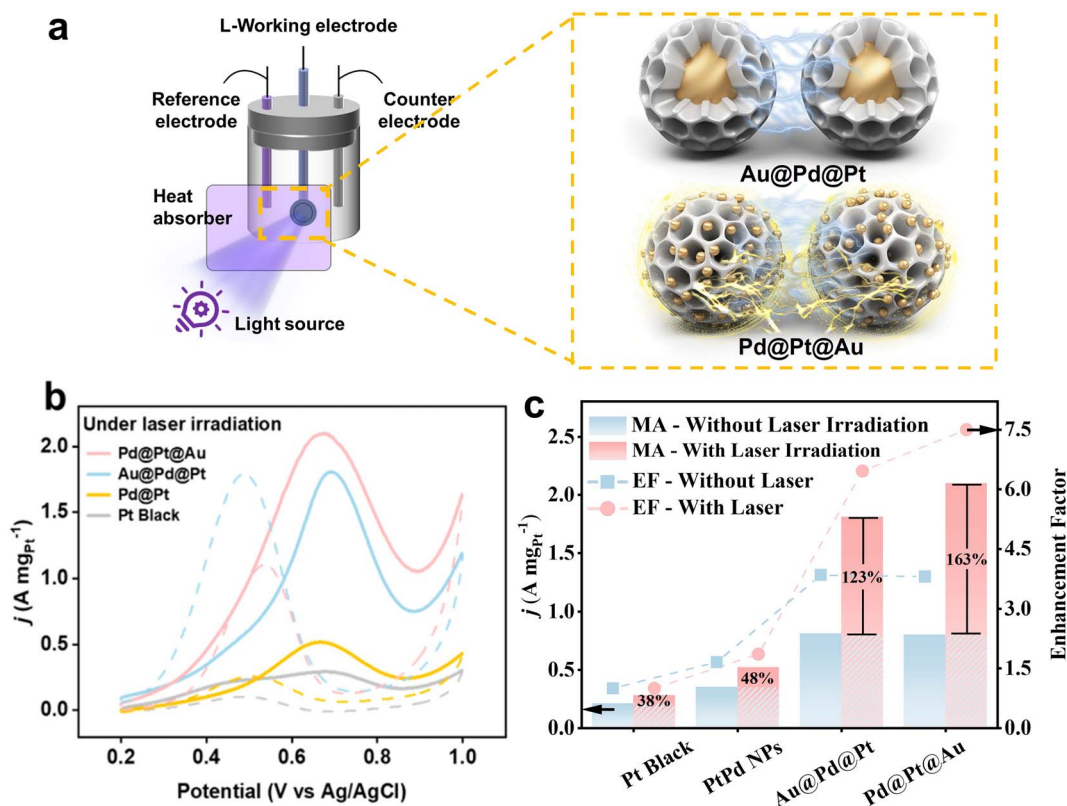 a
L-Working electrode
Reference
electrode
Counter
electrode
Heat
absorber
Light source
Au@Pd@Pt
Pd@Pt@Au
b
Under laser irradiation
Pd@Pt@Au
Au@Pd@Pt
Pd@Pt
Pt Black
j (A mgPt⁻¹)
2.0
1.5
1.0
0.5
0.0
0.2
0.4
0.6
0.8
1.0
Potential (V vs Ag/AgCl)
c
MA - Without Laser Irradiation
MA - With Laser Irradiation
EF - Without Laser
EF - With Laser
j (A mgPt⁻¹)
2.5
2.0
1.5
1.0
0.5
0.0
38%
48%
123%
163%
7.5
6.0
4.5
3.0
1.5
0.0
Enhancement Factor
Pt Black
PtPd NPs
Au@Pd@Pt
Pd@Pt@Au